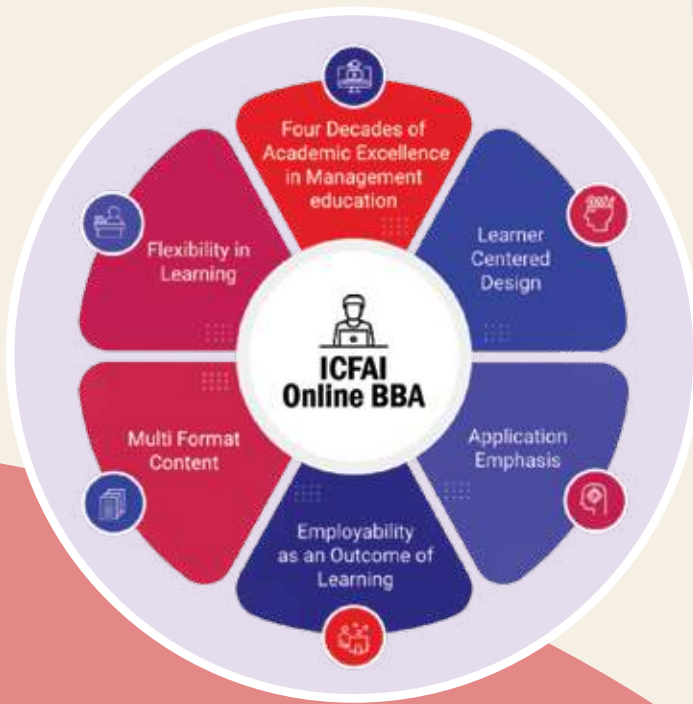 Four Decades of
Academic Excellence
in Management
education
Learner
Centered
Design
Application
Emphasis
Employability
as an Outcome of
Learning
Multi Format
Content
Flexibility in
Learning
ICFAI
Online BBA